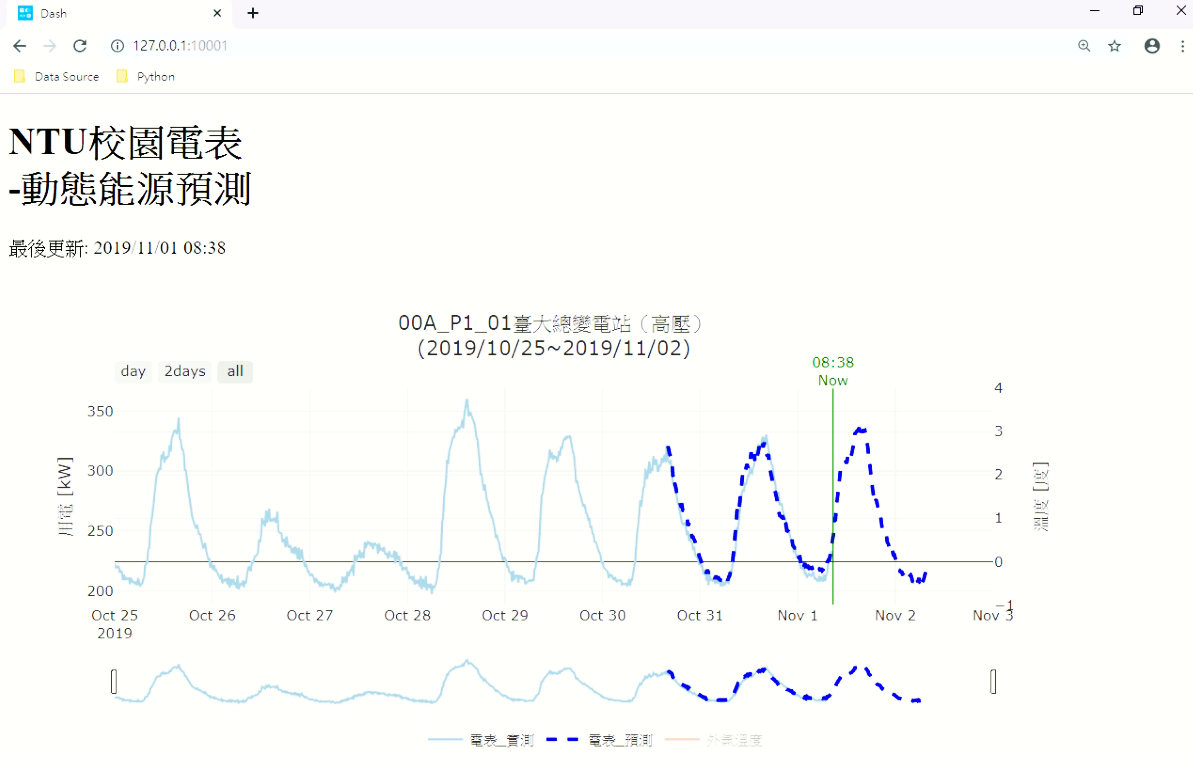 Dash
127.0.0.1:10001
Data Source Python
NTU校園電表
-動態能源預測
最後更新: 2019/11/01 08:38
00A_P1_01臺大總變電站（高壓）
(2019/10/25~2019/11/02)
day 2days all
08:38
Now
350
300
250
200
用電 [kW]
4
3
2
1
0
−1
溫度 [度]
Oct 25 Oct 26 Oct 27 Oct 28 Oct 29 Oct 30 Oct 31 Nov 1 Nov 2 Nov 3
2019
電表_實測 電表_預測 外氣溫度